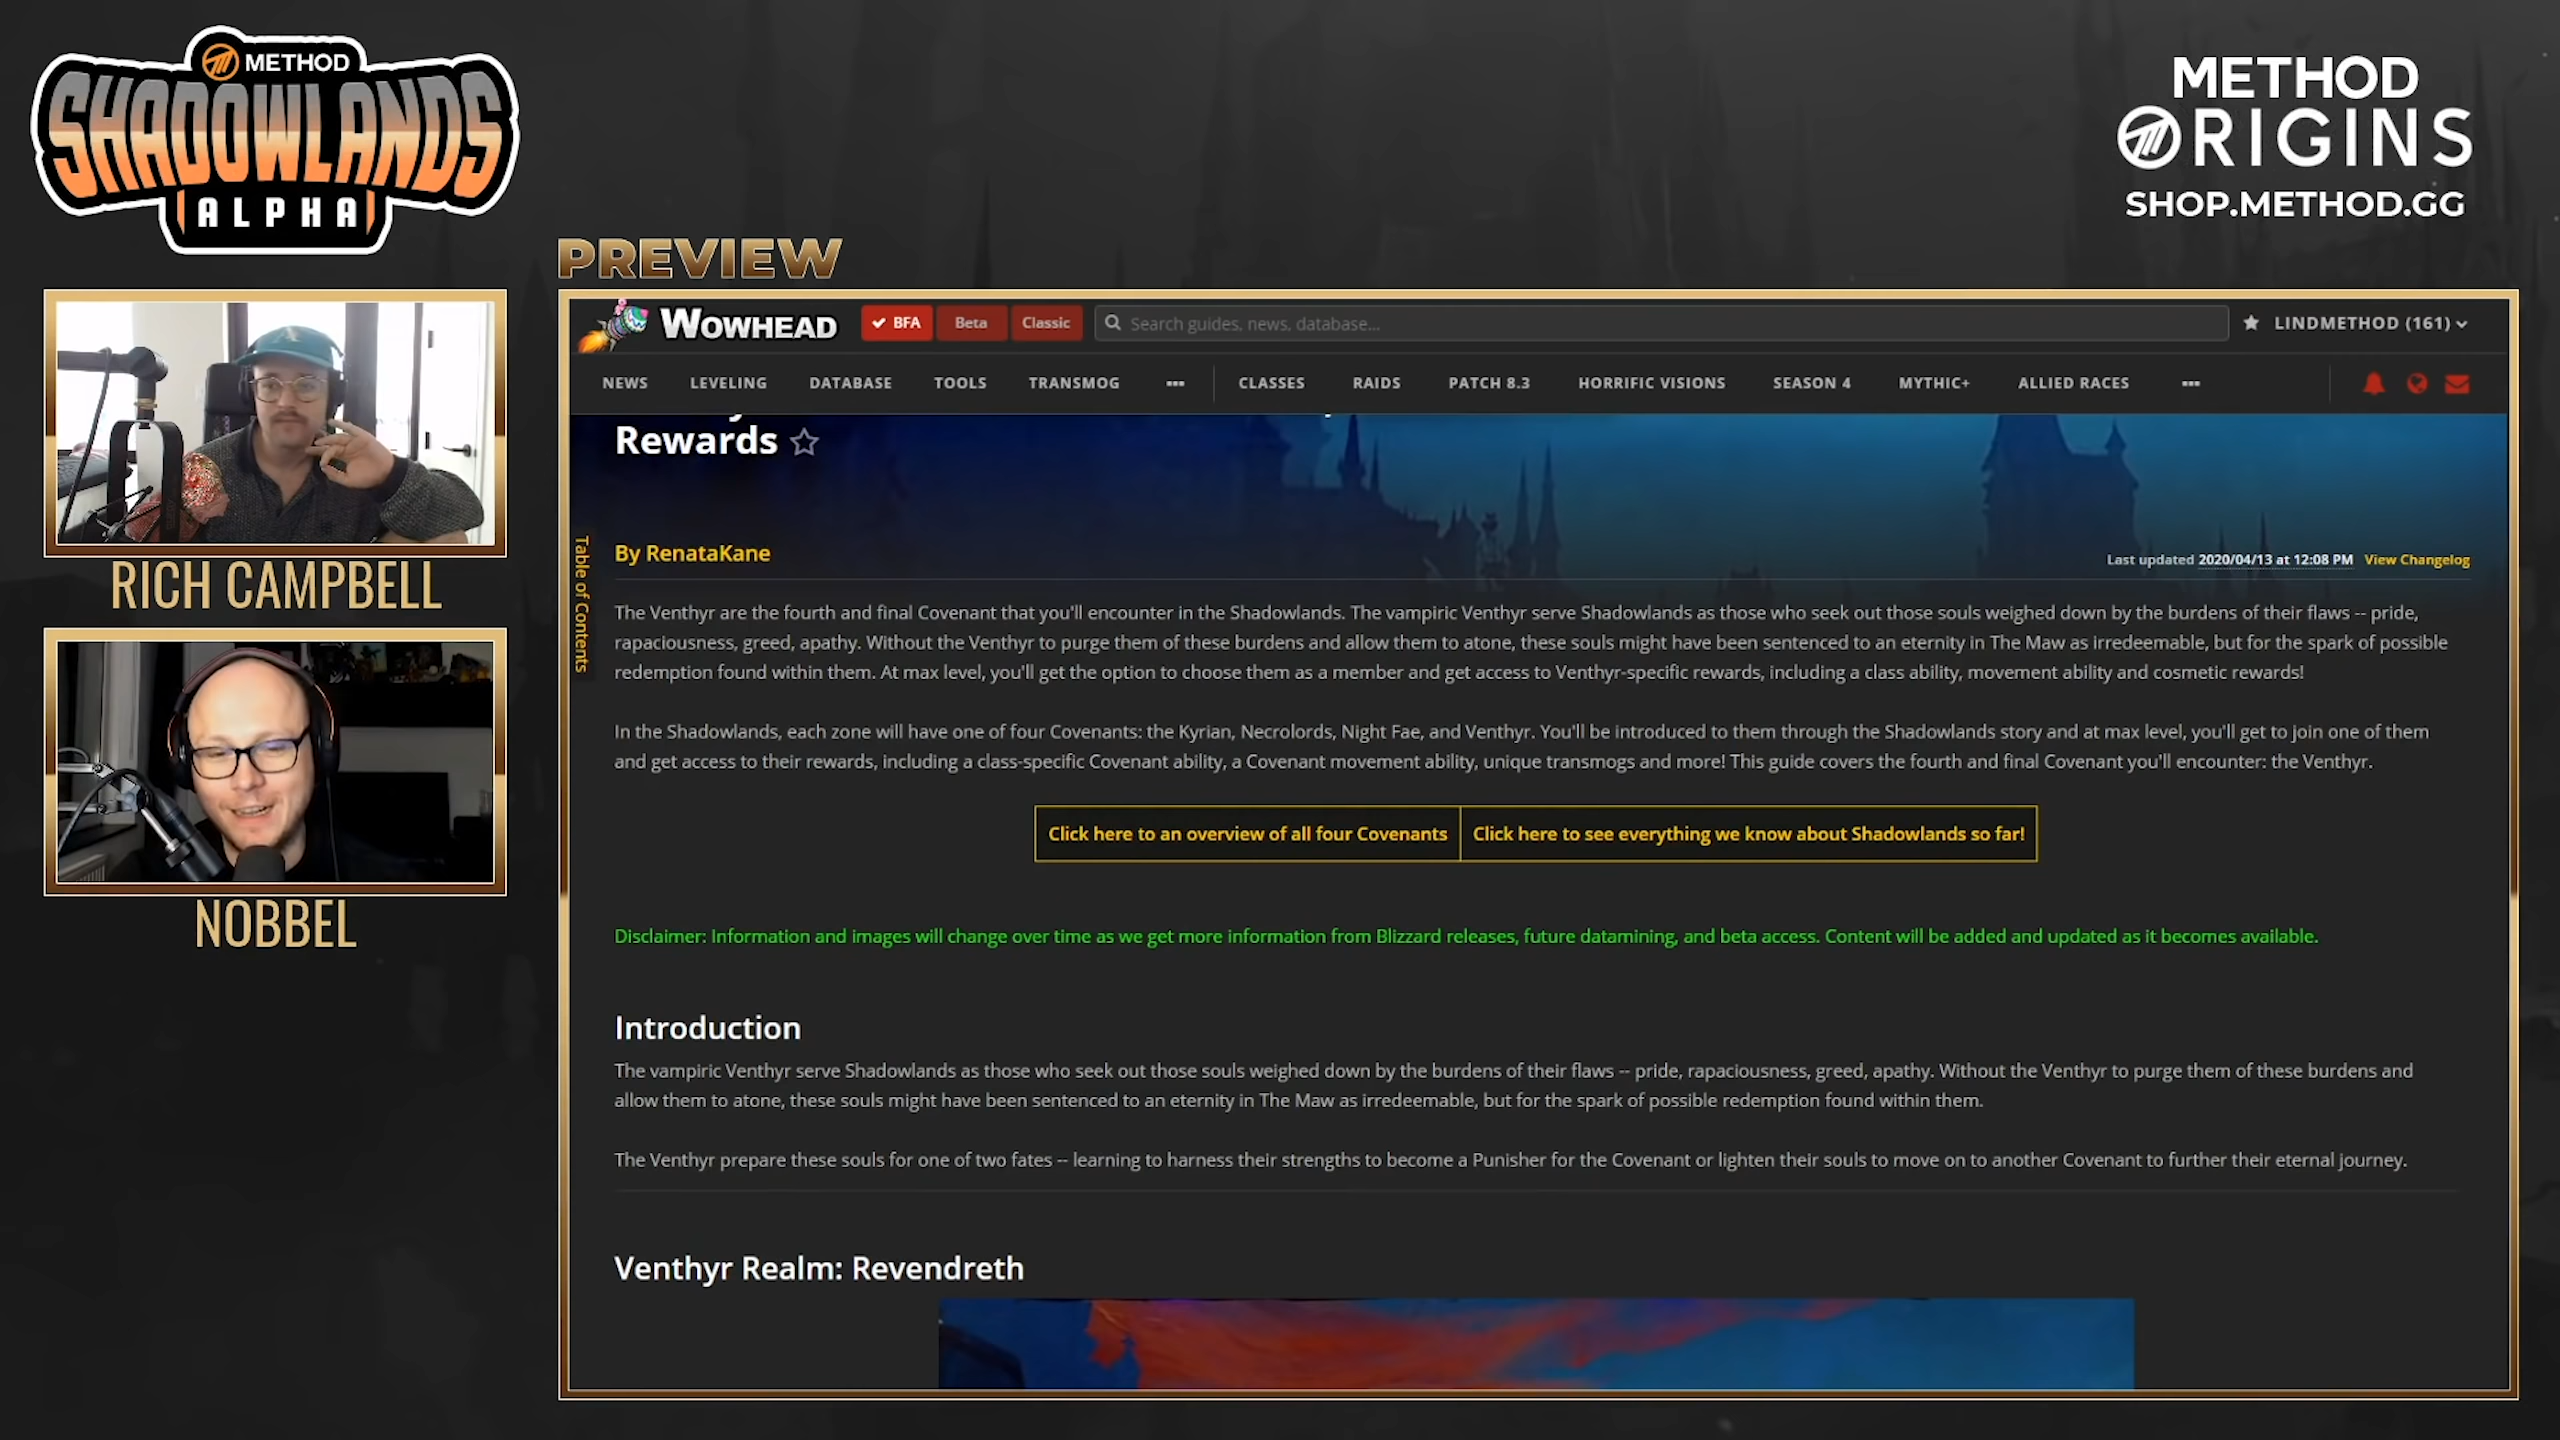 METHOD
SHADOWLANDS
ALPHA
METHOD
ORIGINS
SHOP.METHOD.GG
PREVIEW
RICH CAMPBELL
NOBBEL
WOWHEAD
BFA
Beta
Classic
Search guides, news, database...
LINDMETHOD (161)
NEWS LEVELING DATABASE TOOLS TRANSMOG ••• CLASSES RAIDS PATCH 8.3 HORRIFIC VISIONS SEASON 4 MYTHIC+ ALLIED RACES •••
Rewards
Table of Contents
By RenataKane
Last updated 2020/04/13 at 12:08 PM View Changelog
The Venthyr are the fourth and final Covenant that you'll encounter in the Shadowlands. The vampiric Venthyr serve Shadowlands as those who seek out those souls weighed down by the burdens of their flaws -- pride,
rapaciousness, greed, apathy. Without the Venthyr to purge them of these burdens and allow them to atone, these souls might have been sentenced to an eternity in The Maw as irredeemable, but for the spark of possible
redemption found within them. At max level, you'll get the option to choose them as a member and get access to Venthyr-specific rewards, including a class ability, movement ability and cosmetic rewards!
In the Shadowlands, each zone will have one of four Covenants: the Kyrian, Necrolords, Night Fae, and Venthyr. You'll be introduced to them through the Shadowlands story and at max level, you'll get to join one of them
and get access to their rewards, including a class-specific Covenant ability, a Covenant movement ability, unique transmogs and more! This guide covers the fourth and final Covenant you'll encounter: the Venthyr.
Click here to an overview of all four Covenants
Click here to see everything we know about Shadowlands so far!
Disclaimer: Information and images will change over time as we get more information from Blizzard releases, future datamining, and beta access. Content will be added and updated as it becomes available.
Introduction
The vampiric Venthyr serve Shadowlands as those who seek out those souls weighed down by the burdens of their flaws -- pride, rapaciousness, greed, apathy. Without the Venthyr to purge them of these burdens and
allow them to atone, these souls might have been sentenced to an eternity in The Maw as irredeemable, but for the spark of possible redemption found within them.
The Venthyr prepare these souls for one of two fates -- learning to harness their strengths to become a Punisher for the Covenant or lighten their souls to move on to another Covenant to further their eternal journey.
Venthyr Realm: Revendreth